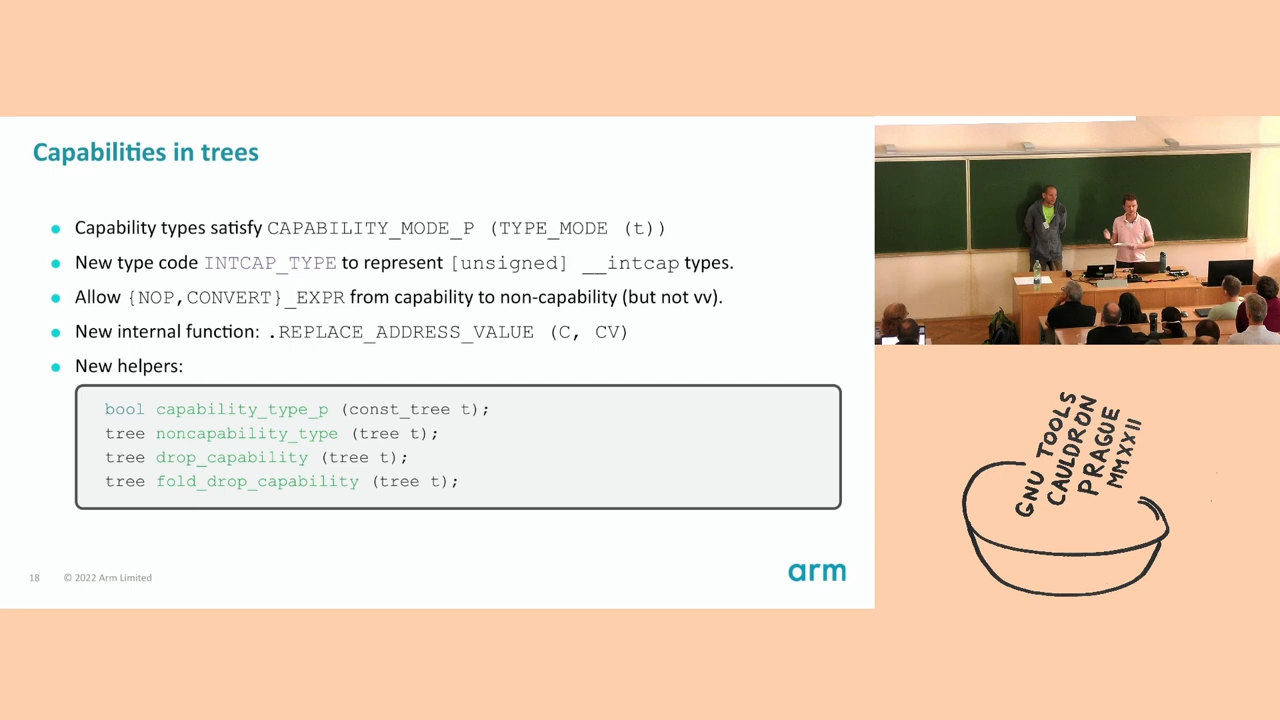 Capabilities in trees
Capability types satisfy CAPABILITY_MODE_P (TYPE_MODE (t))
New type code INTCAP_TYPE to represent [unsigned] __intcap types.
Allow {NOP,CONVERT}_EXPR from capability to non-capability (but not vv).
New internal function: .REPLACE_ADDRESS_VALUE (C, CV)
New helpers:
bool capability_type_p (const_tree t);
tree noncapability_type (tree t);
tree drop_capability (tree t);
tree fold_drop_capability (tree t);
18 © 2022 Arm Limited
arm
GNU TOOLS
CAULDRON
PRAGUE
MMXXII